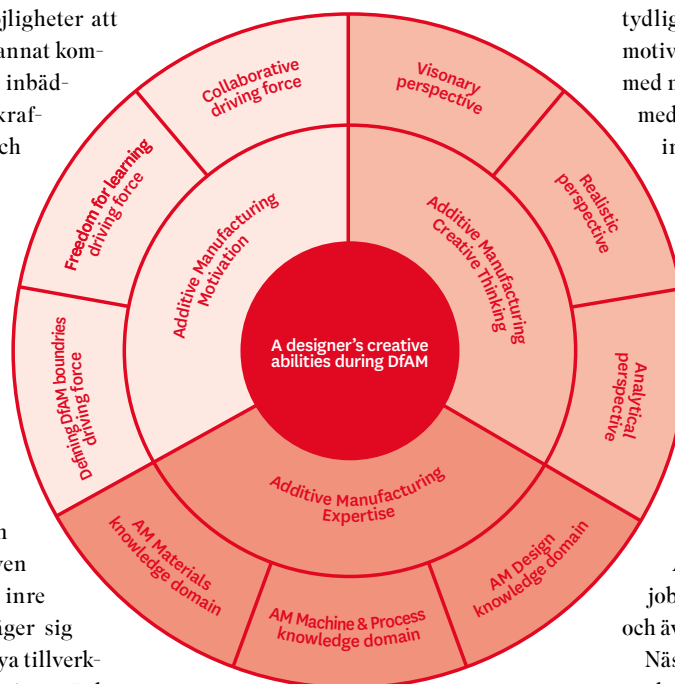 jligheter att
annat kom-
inbäd-
kraf-
ch
n
ven
inre
äger sig
ya tillverk-
Collaborative
driving force
Freedom for learning
driving force
Defining DfAM boundries
driving force
Additive Manufacturing
Motivation
Visonary
perspective
Realistic
perspective
Analytical
perspective
Additive Manufacturing
Creative Thinking
A designer's creative
abilities during DfAM
Additive Manufacturing
Expertise
AM Materials
knowledge domain
AM Machine & Process
knowledge domain
AM Design
knowledge domain
tydlig
motiv
med n
med
in
job
och äv
Näs